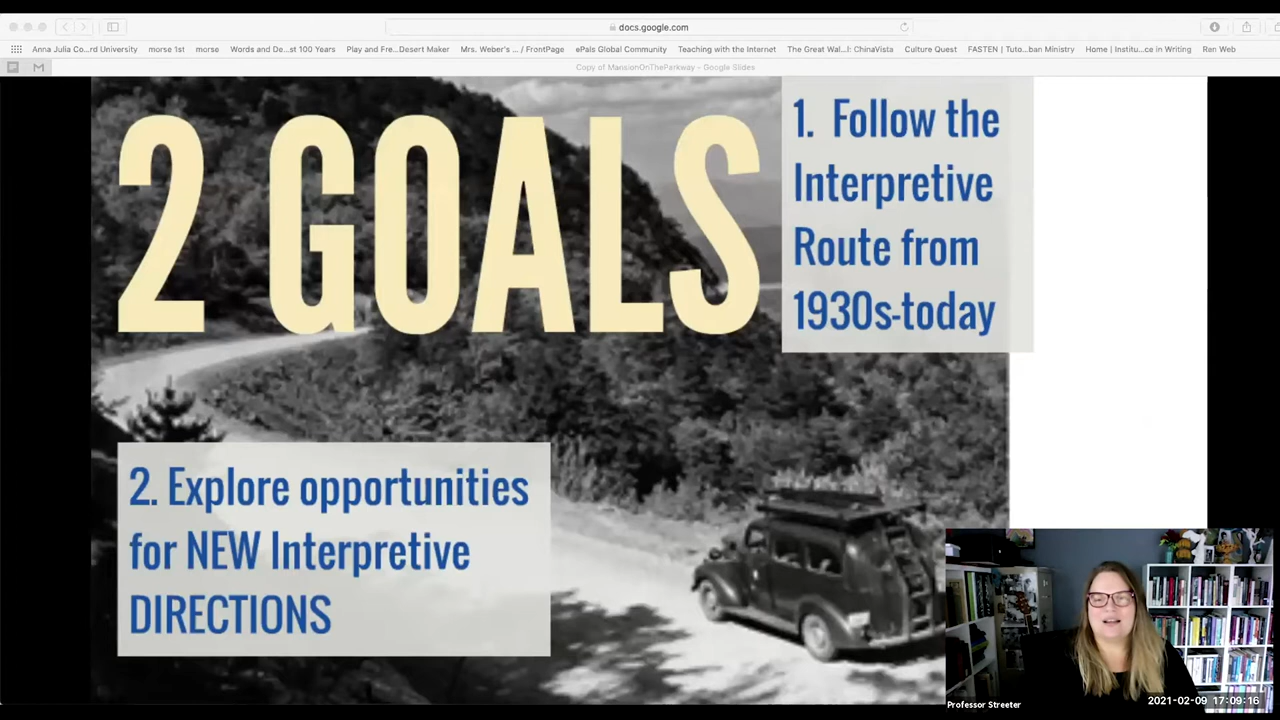 docs.google.com
Anna Julia Co...rd University morse 1st morse Words and De...st 100 Years Play and Fre...Desert Maker Mrs. Weber's ... / FrontPage ePals Global Community Teaching with the Internet The Great Wal...l: ChinaVista Culture Quest FASTEN | Tuto...ban Ministry Home | Institu...ce in Writing Ran Web
Copy of MansionOnTheParkway - Google Slides
2 GOALS
1. Follow the
Interpretive
Route from
1930s-today
2. Explore opportunities
for NEW Interpretive
DIRECTIONS
Professor Streeter
2021-02-09 17:09:16